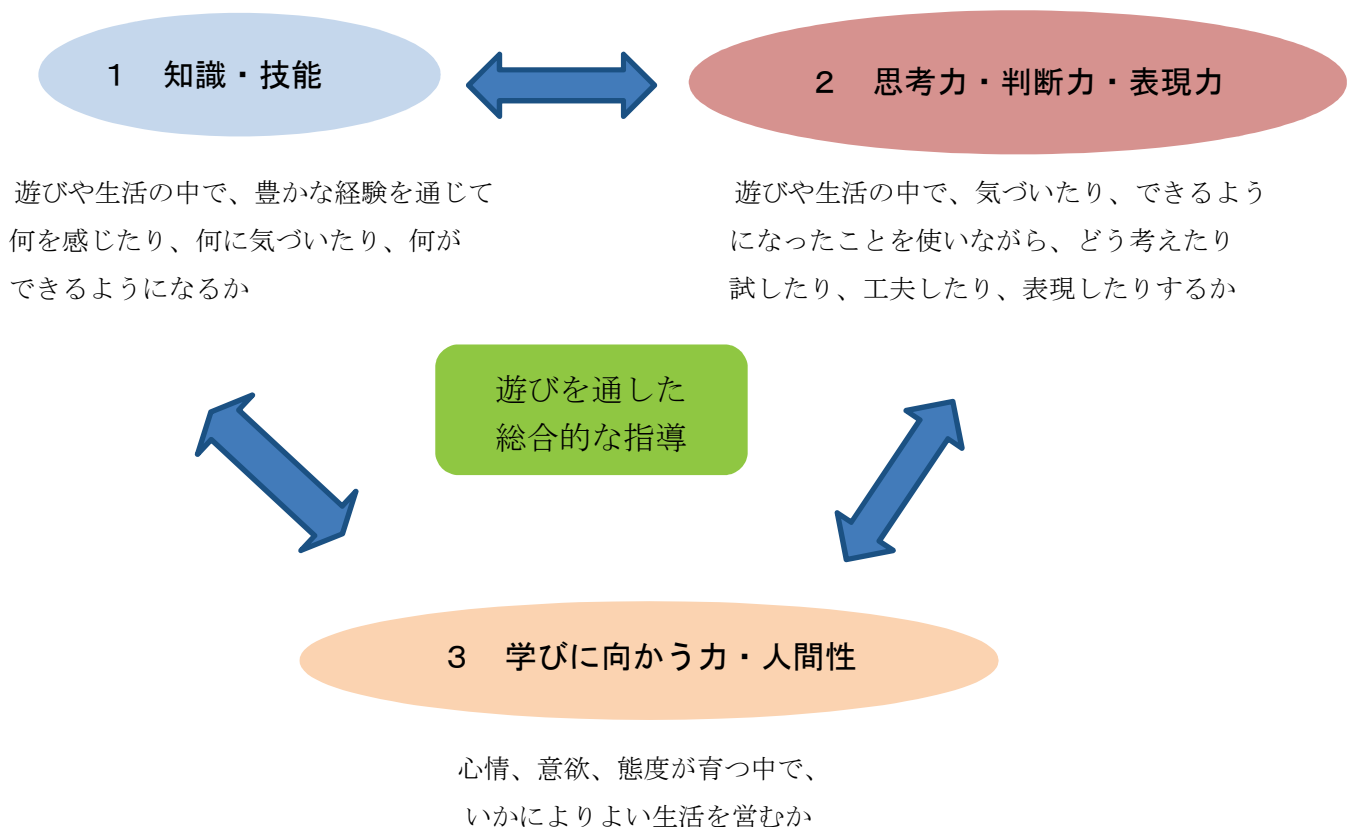 1 知識・技能
2 思考力・判断力・表現力
遊びや生活の中で、豊かな経験を通じて
何を感じたり、何に気づいたり、何が
できるようになるか
遊びや生活の中で、気づいたり、できるよう
になったことを使いながら、どう考えたり
試したり、工夫したり、表現したりするか
遊びを通した
総合的な指導
3 学びに向かう力・人間性
心情、意欲、態度が育つ中で、
いかによりよい生活を営むか